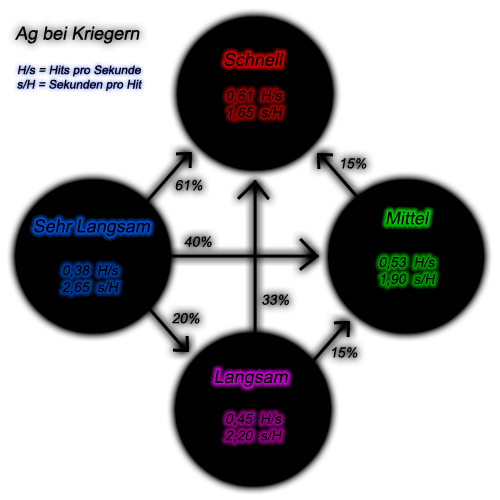 Ag bei Kriegern
H/s = Hits pro Sekunde
s/H = Sekunden pro Hit
Schnell
0,61 H/s
1,65 s/H
15%
61%
Sehr Langsam
0,38 H/s
2,65 s/H
40%
Mittel
0,53 H/s
1,90 s/H
33%
20%
15%
Langsam
0,45 H/s
2,20 s/H